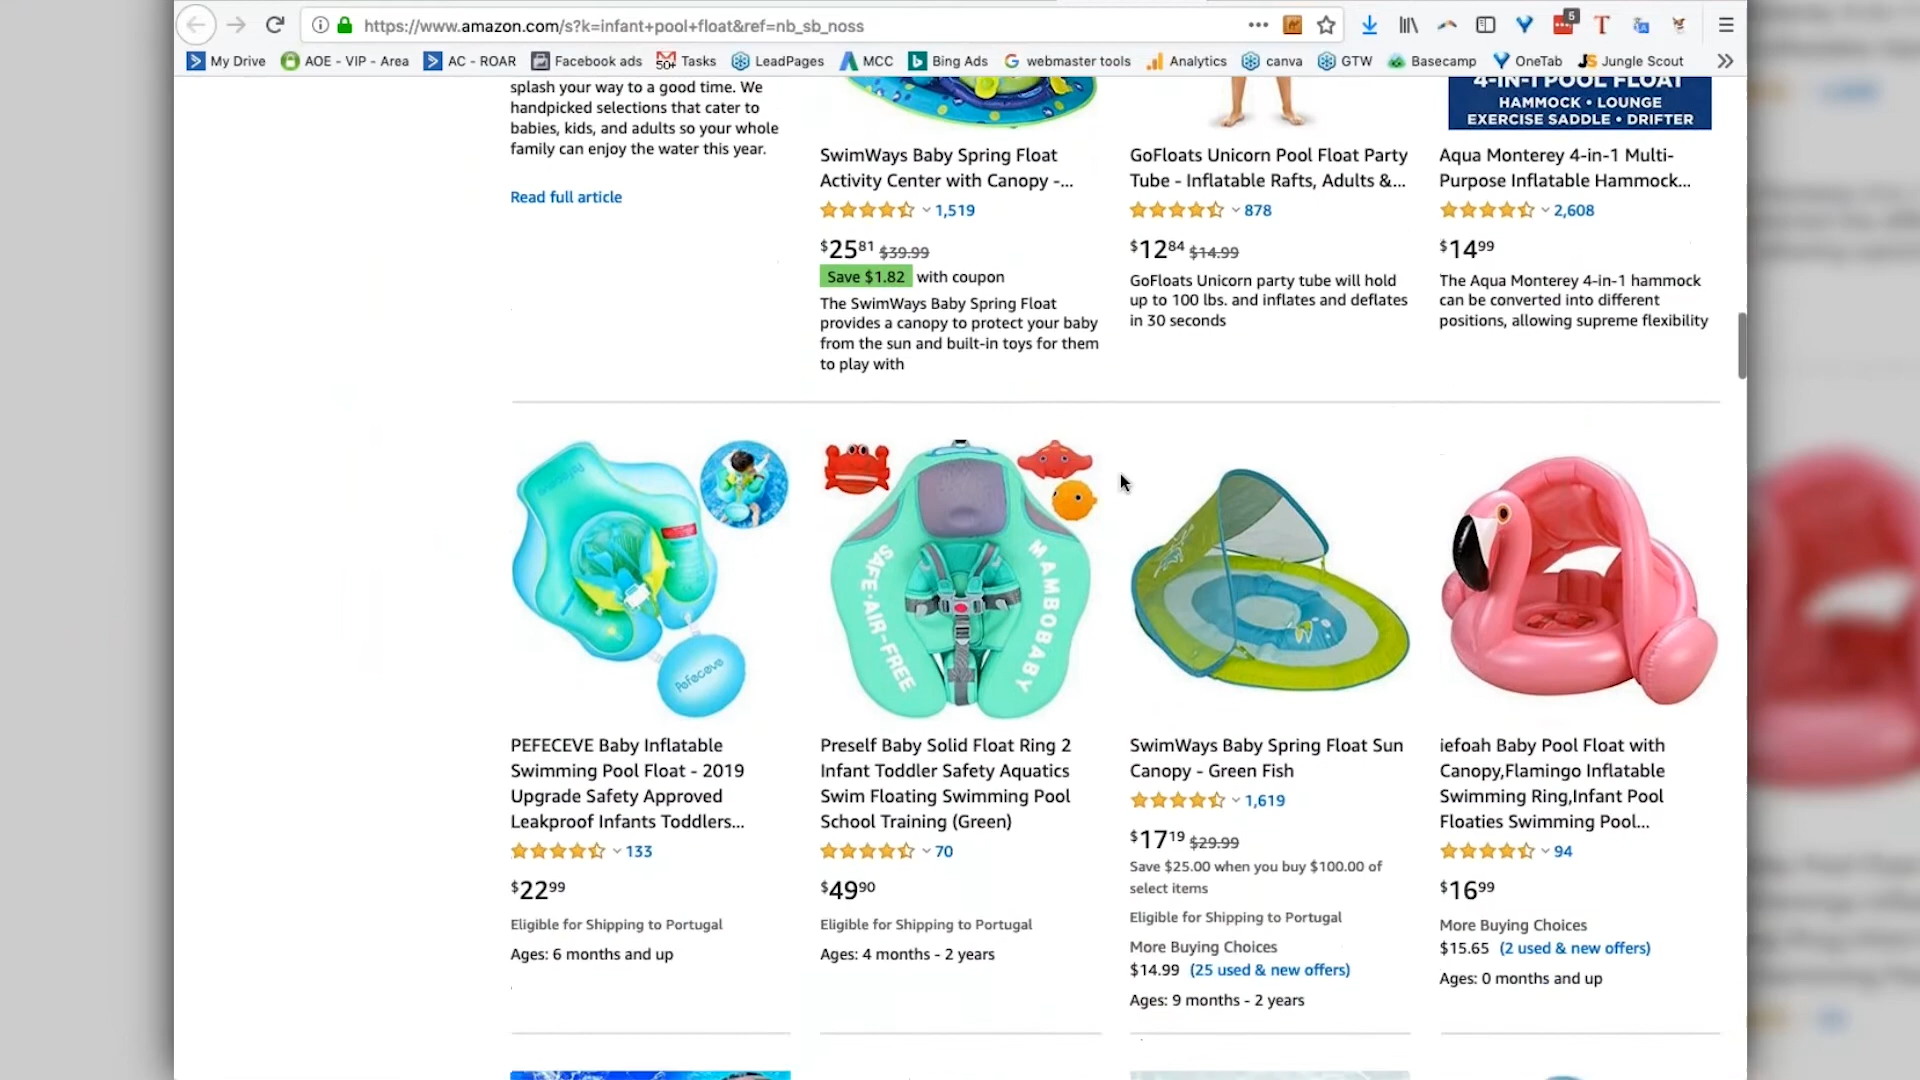 https://www.amazon.com/s?k=infant+pool+float&ref=nb_sb_noss
5
My Drive
AOE - VIP - Area
AC - ROAR
Facebook ads
50+
Tasks
LeadPages
MCC
Bing Ads
webmaster tools
Analytics
canva
GTW
Basecamp
OneTab
Jungle Scout
splash your way to a good time. We
handpicked selections that cater to
babies, kids, and adults so your whole
family can enjoy the water this year.
Read full article
SwimWays Baby Spring Float
Activity Center with Canopy -...
1,519
$25 81 $39.99
Save $1.82 with coupon
The SwimWays Baby Spring Float
provides a canopy to protect your baby
from the sun and built-in toys for them
to play with
GoFloats Unicorn Pool Float Party
Tube - Inflatable Rafts, Adults &...
878
$12 84 $14.99
GoFloats Unicorn party tube will hold
up to 100 lbs. and inflates and deflates
in 30 seconds
4-IN-1 POOL FLOAT
HAMMOCK • LOUNGE
EXERCISE SADDLE • DRIFTER
Aqua Monterey 4-in-1 Multi-
Purpose Inflatable Hammock...
2,608
$14 99
The Aqua Monterey 4-in-1 hammock
can be converted into different
positions, allowing supreme flexibility
Pefeceve
PEFECEVE Baby Inflatable
Swimming Pool Float - 2019
Upgrade Safety Approved
Leakproof Infants Toddlers...
133
$22 99
Eligible for Shipping to Portugal
Ages: 6 months and up
SAFE·AIR-FREE
MAMBOBABY
Preself Baby Solid Float Ring 2
Infant Toddler Safety Aquatics
Swim Floating Swimming Pool
School Training (Green)
70
$49 90
Eligible for Shipping to Portugal
Ages: 4 months - 2 years
SwimWays Baby Spring Float Sun
Canopy - Green Fish
1,619
$17 19 $29.99
Save $25.00 when you buy $100.00 of
select items
Eligible for Shipping to Portugal
More Buying Choices
$14.99 (25 used & new offers)
Ages: 9 months - 2 years
iefoah Baby Pool Float with
Canopy,Flamingo Inflatable
Swimming Ring,Infant Pool
Floaties Swimming Pool...
94
$16 99
More Buying Choices
$15.65 (2 used & new offers)
Ages: 0 months and up